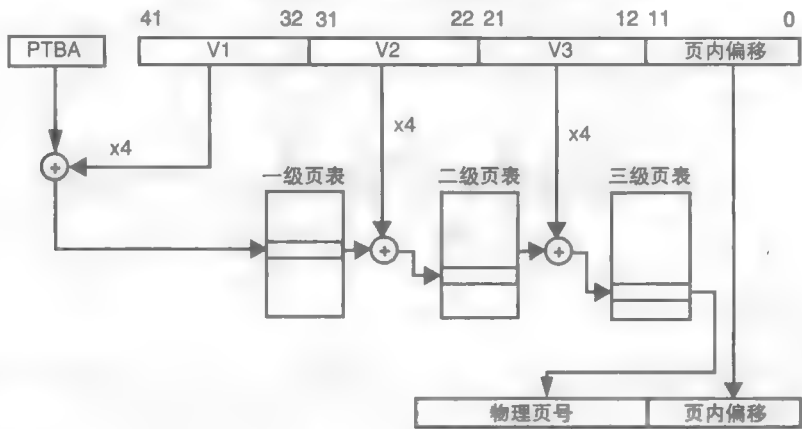 41 32 31 22 21 12 11 0
PTBA V1 V2 V3 页内偏移
x4 x4 x4
+ + +
一级页表 二级页表 三级页表
物理页号 页内偏移